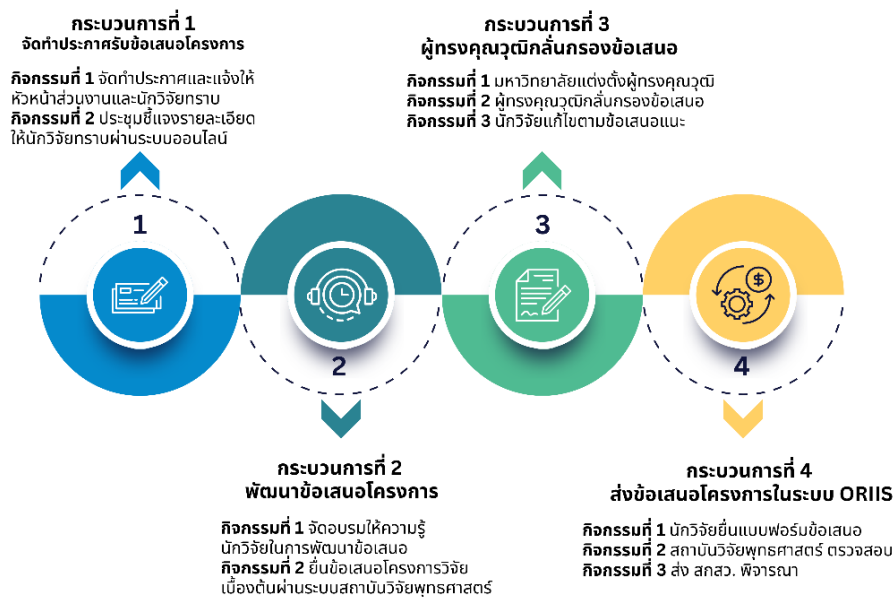 กระบวนการที่ 1
จัดทำประกาศรับข้อเสนอโครงการ
กิจกรรมที่ 1 จัดทำประกาศและแจ้งให้
หัวหน้าส่วนงานและนักวิจัยทราบ
กิจกรรมที่ 2 ประชุมชี้แจงรายละเอียด
ให้นักวิจัยทราบผ่านระบบออนไลน์
1
กระบวนการที่ 2
พัฒนาข้อเสนอโครงการ
กิจกรรมที่ 1 จัดอบรมให้ความรู้
นักวิจัยในการพัฒนาข้อเสนอ
กิจกรรมที่ 2 ยื่นข้อเสนอโครงการวิจัย
เบื้องต้นผ่านระบบสถาบันวิจัยพุทธศาสตร์
2
กระบวนการที่ 3
ผู้ทรงคุณวุฒิกลั่นกรองข้อเสนอ
กิจกรรมที่ 1 มหาวิทยาลัยแต่งตั้งผู้ทรงคุณวุฒิ
กิจกรรมที่ 2 ผู้ทรงคุณวุฒิกลั่นกรองข้อเสนอ
กิจกรรมที่ 3 นักวิจัยแก้ไขตามข้อเสนอแนะ
3
$
4
กระบวนการที่ 4
ส่งข้อเสนอโครงการในระบบ ORIIS
กิจกรรมที่ 1 นักวิจัยยื่นแบบฟอร์มข้อเสนอ
กิจกรรมที่ 2 สถาบันวิจัยพุทธศาสตร์ ตรวจสอบ
กิจกรรมที่ 3 ส่ง สกสว. พิจารณา